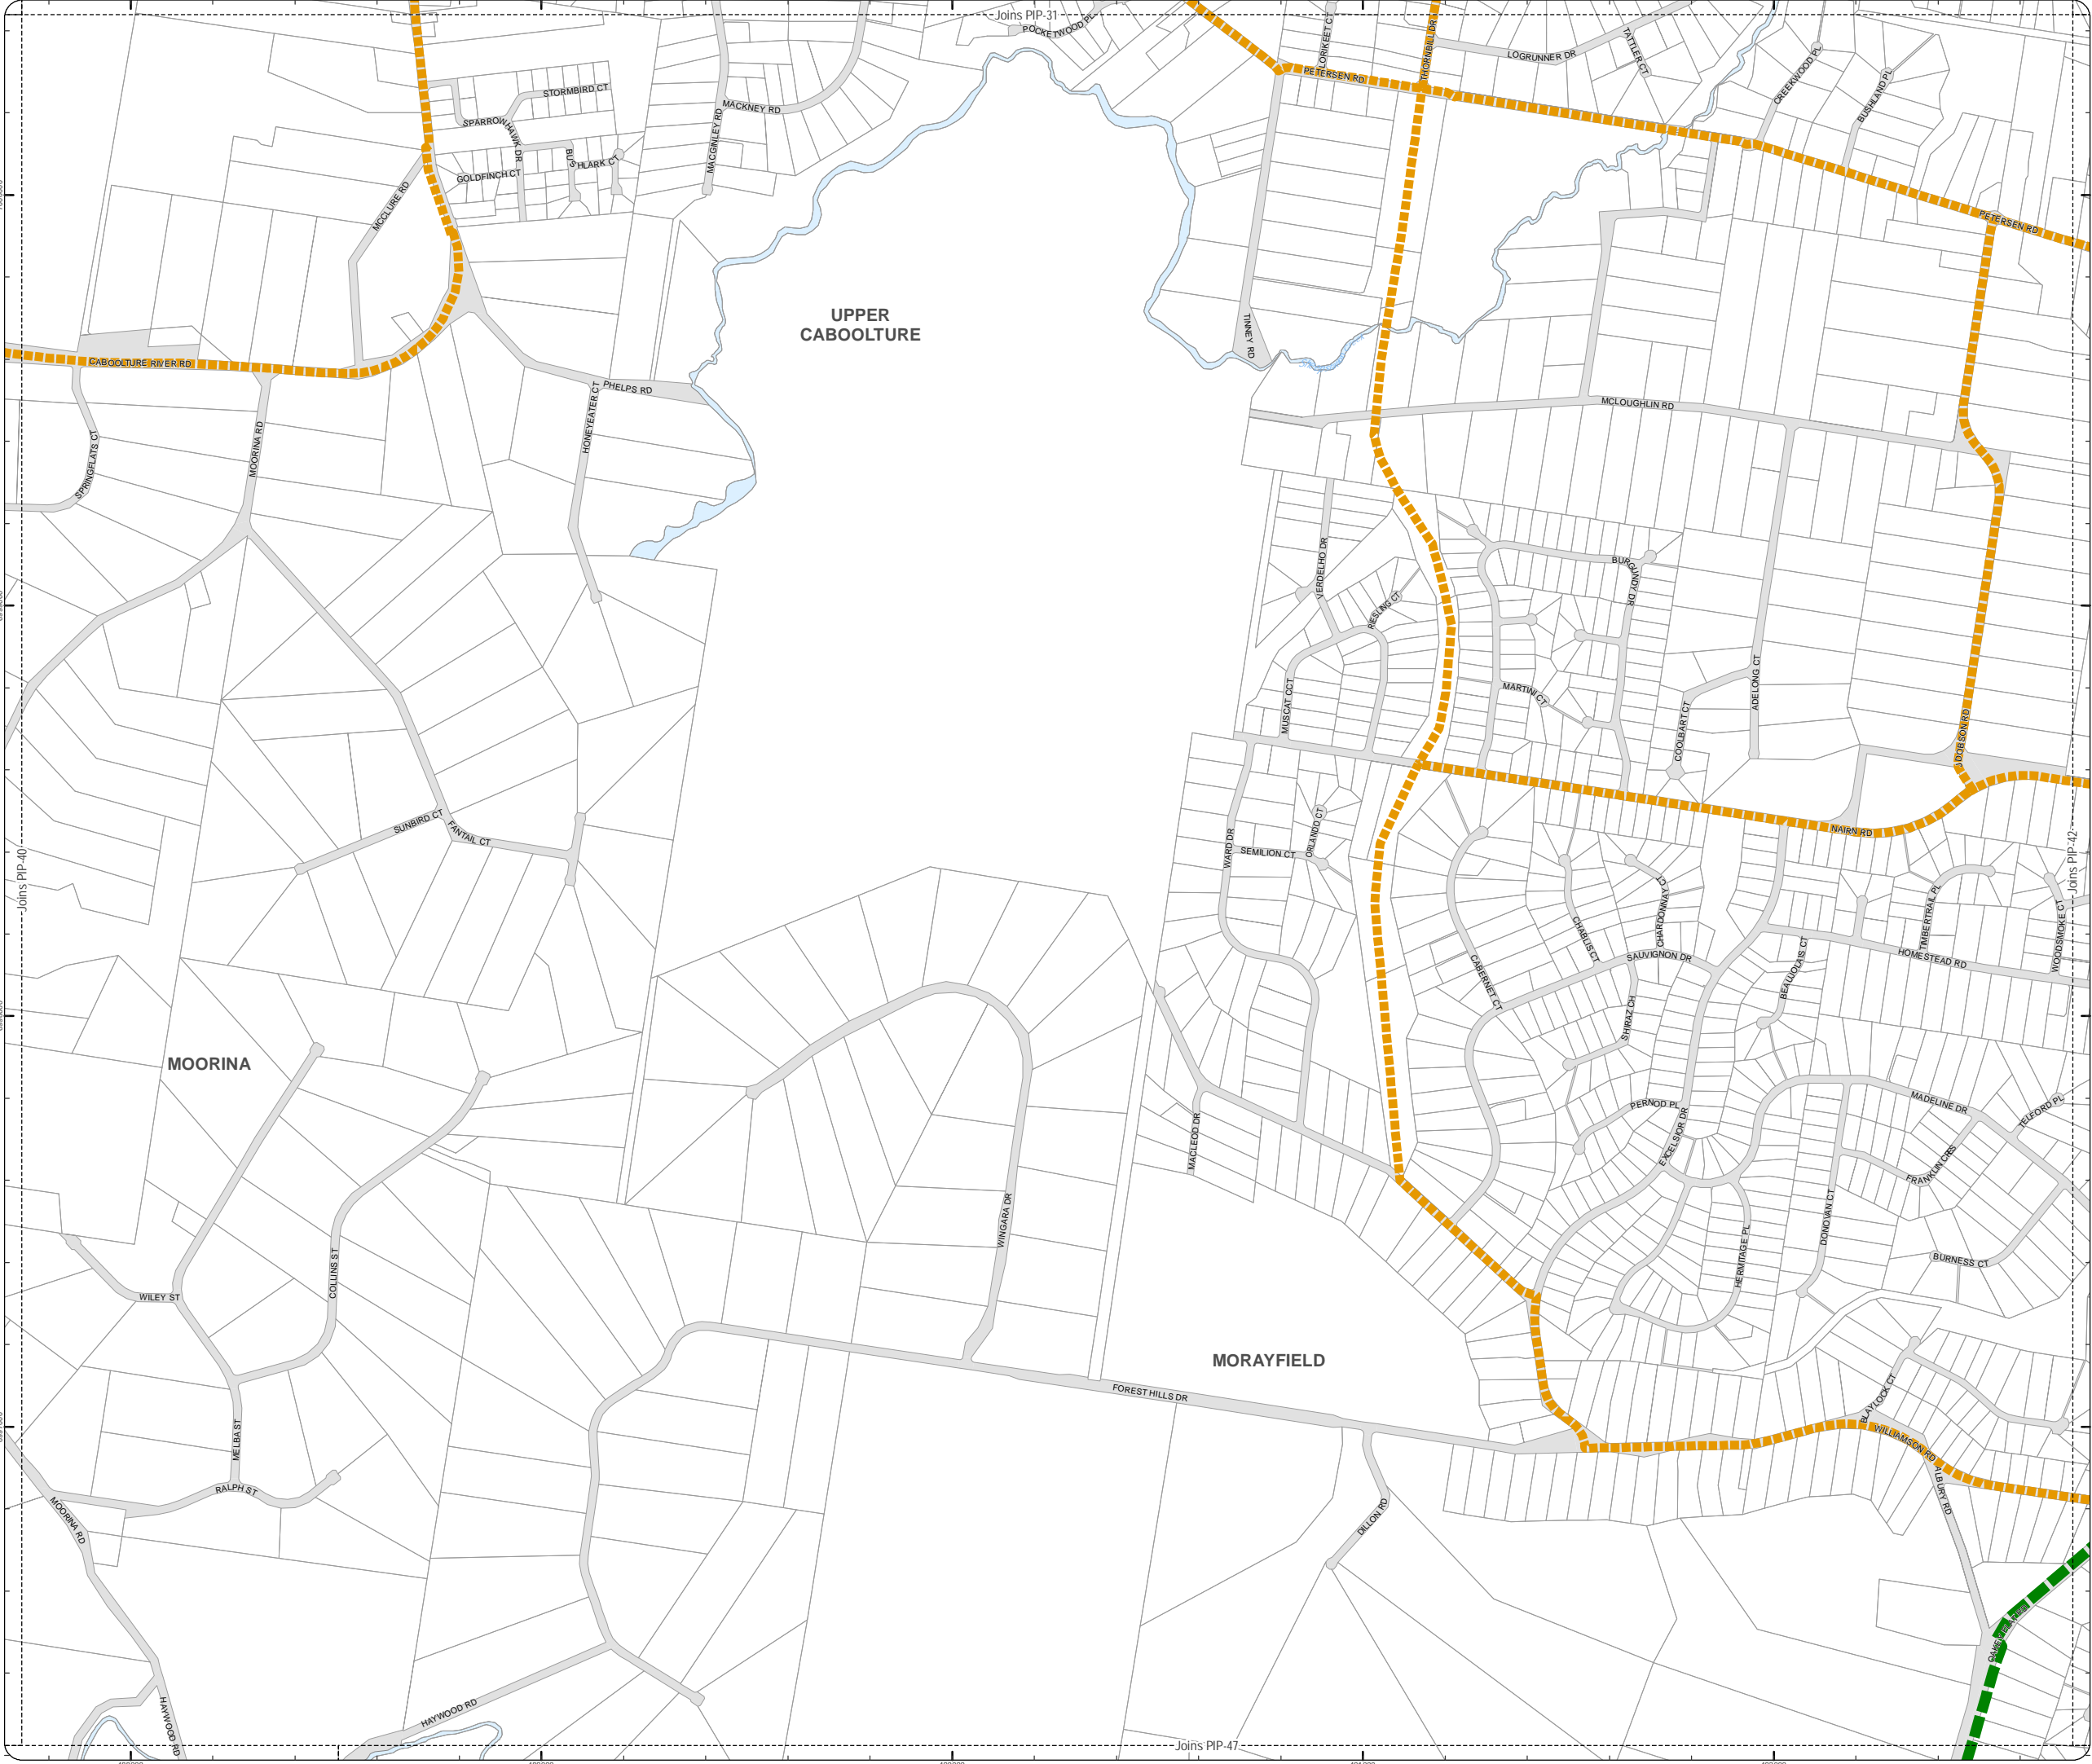 Joins PIP-31
POCKETWOOD PL
LORIKEET CT
THORNBILL DR
LOGRUNNER DR
TATTLER CT
CREEKWOOD PL
BUSHLAND PL
PETERSEN RD
STORMBIRD CT
SPARROWHAWK DR
MACKNEY RD
MACGINLEY RD
BUSHLARK CT
GOLDFINCH CT
MCCLURE RD
PETERSEN RD
UPPER
CABOOLTURE
TINNEY RD
CABOOLTURE RIVER RD
PHELPS RD
HONEYEATER CT
MCLOUGHLIN RD
SPRINGFLATS CT
MOORINA RD
VERDELHO DR
BURGUNDY DR
RIESLING CT
MUSCAT CCT
MARTINI CT
ADELONG CT
COOLBART CT
DOBSON RD
SUNBIRD CT
FANTAIL CT
WARD DR
SEMILION CT
ORLANDO CT
NAIRN RD
Joins PIP-40
Joins PIP-42
CHABLIS CT
CHARDONNAY CT
TIMBERTRAIL PL
WOODSMOKE CT
SAUVIGNON DR
HOMESTEAD RD
BEAUJOLAIS CT
CABERNET CT
SHIRAZ CH
MOORINA
PERNOD PL
MADELINE DR
TELFORD PL
MACLEOD DR
EXCELSIOR DR
FRANKLIN CRS
WINGARA DR
DONOVAN CT
HERMITAGE PL
BURNESS CT
COLLINS ST
WILEY ST
MORAYFIELD
FOREST HILLS DR
BLAYLOCK CT
WILLIAMSON RD
MELBA ST
RALPH ST
ALBURY RD
MOORINA RD
DILLON RD
HAYWOOD RD
HAYWOOD RD
Joins PIP-47